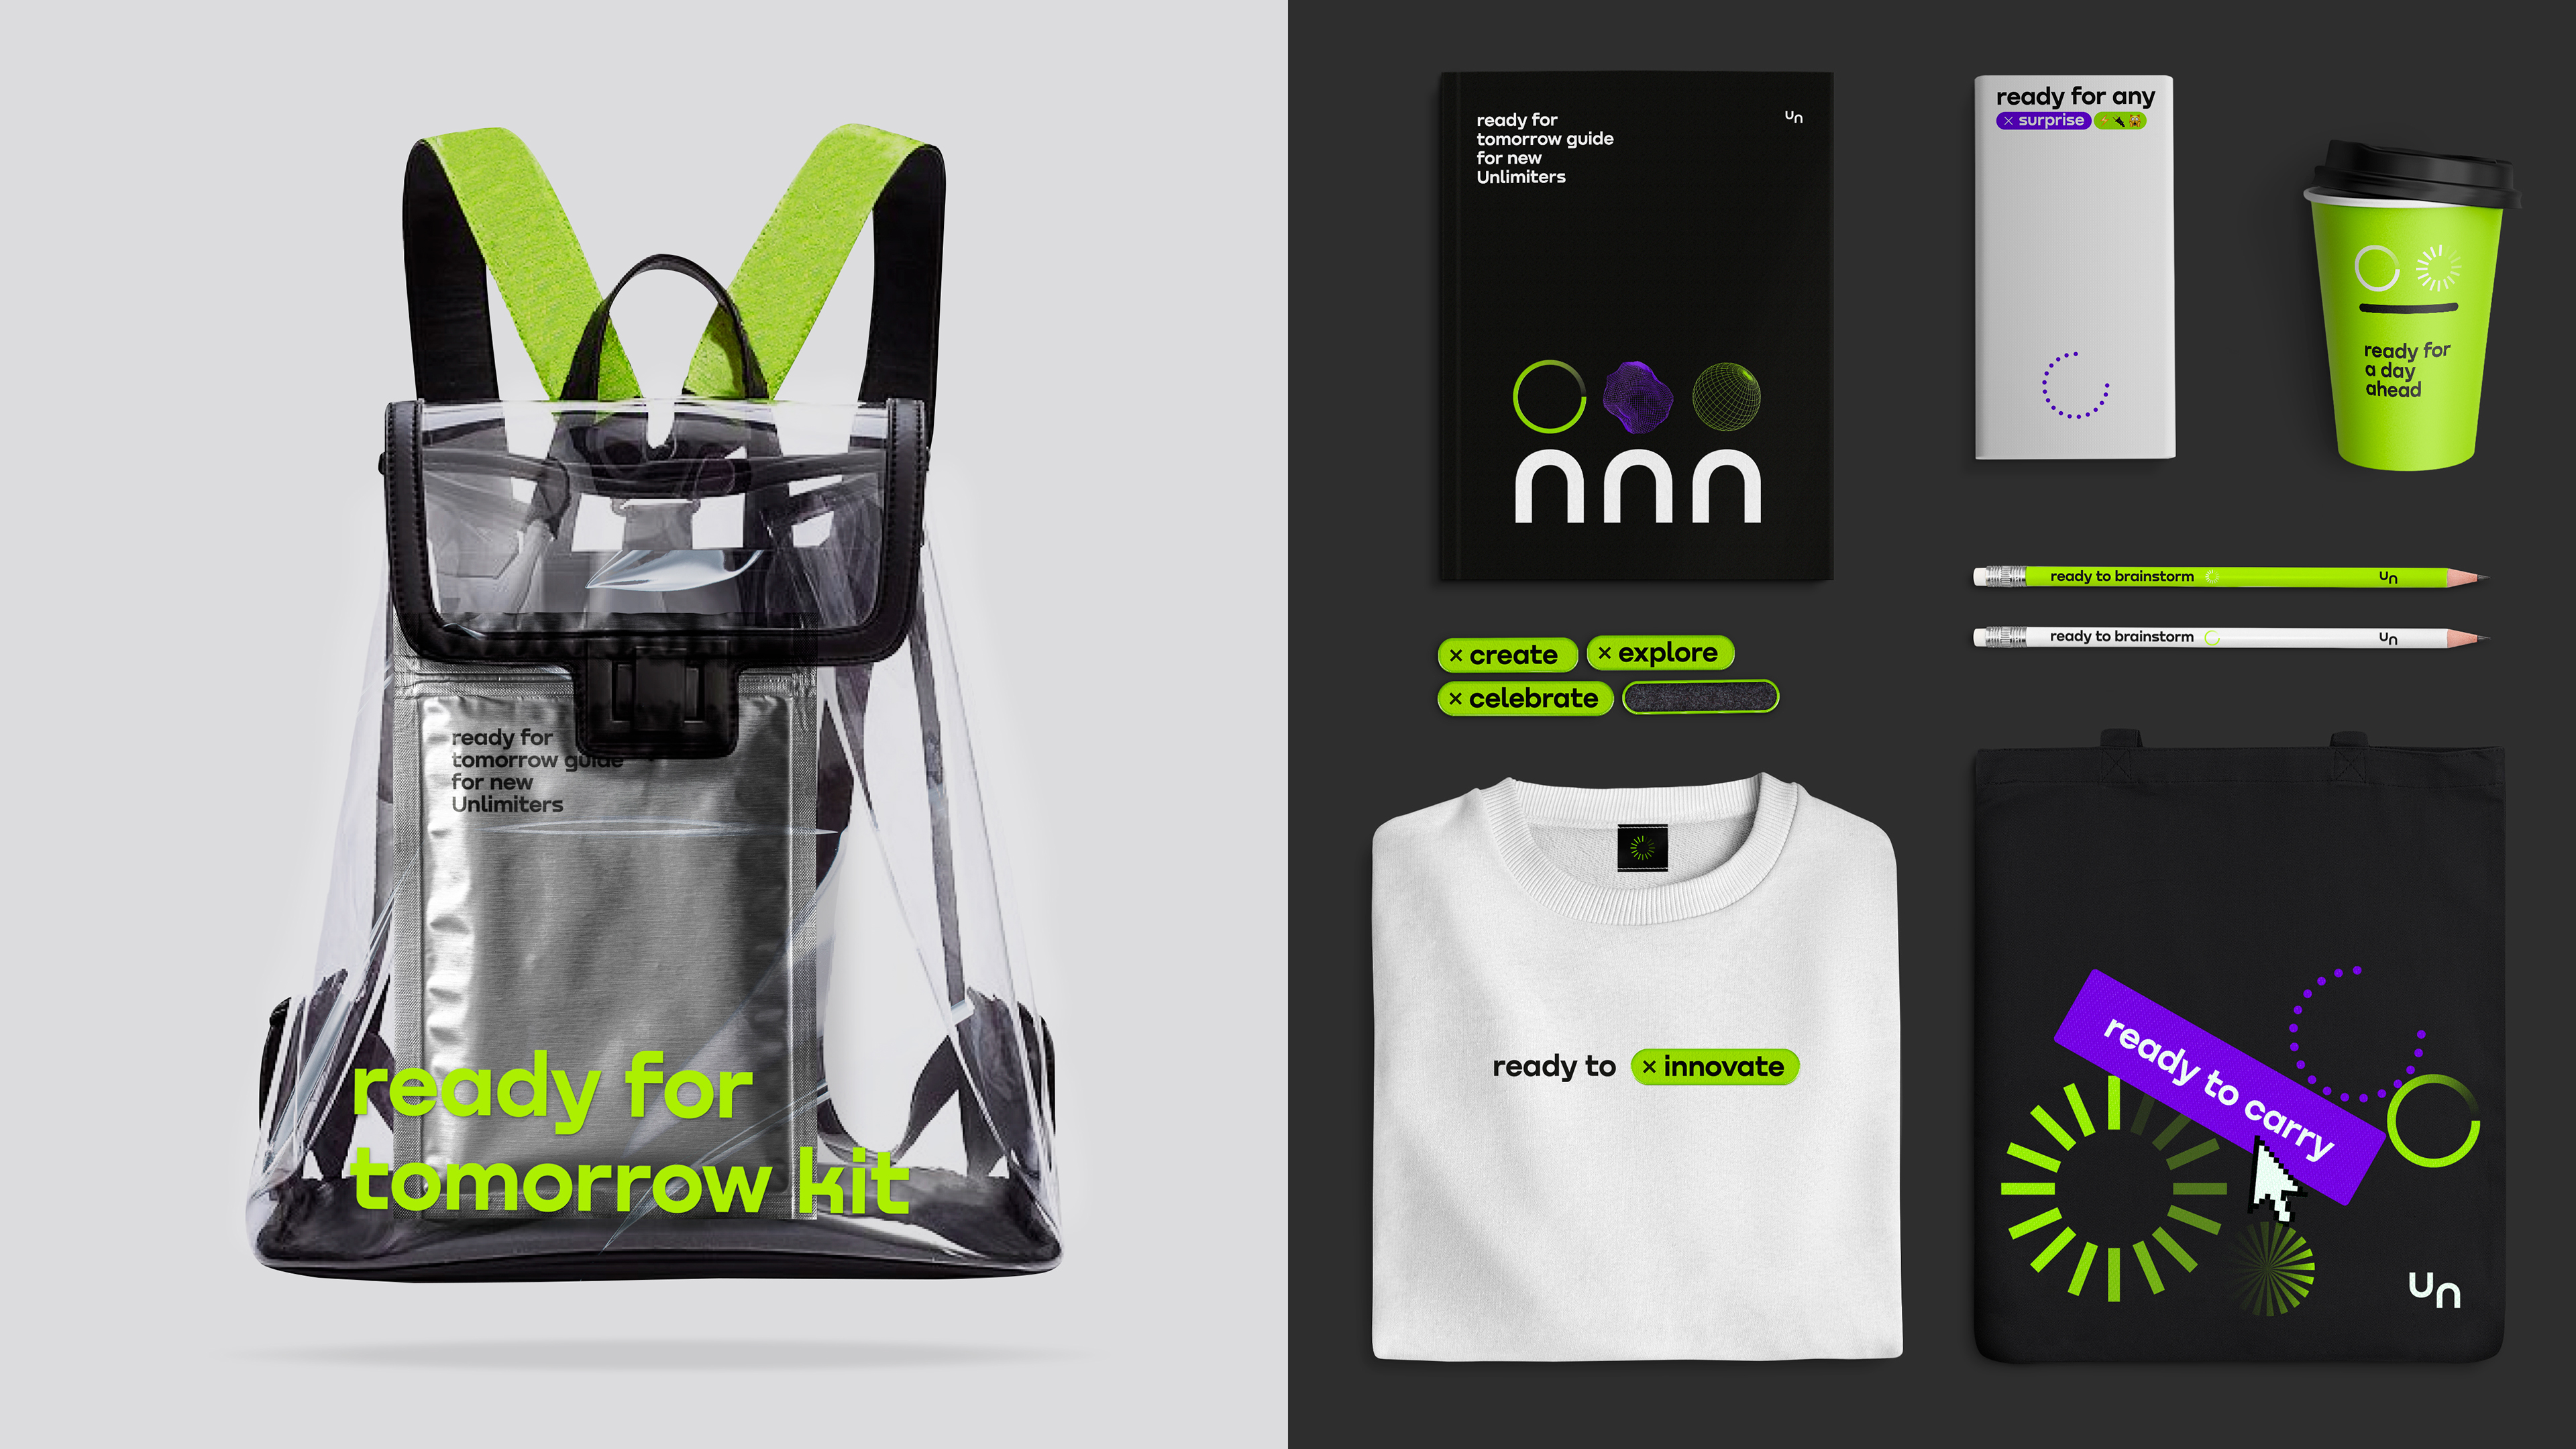 ready for
tomorrow guide
for new
Unlimiters
ready for
tomorrow kit
ready for
tomorrow guide
for new
Unlimiters
un
nnn
ready for any
× surprise
ready for
a day
ahead
ready to brainstorm un
ready to brainstorm un
× create × explore
× celebrate
ready to × innovate
ready to carry
un